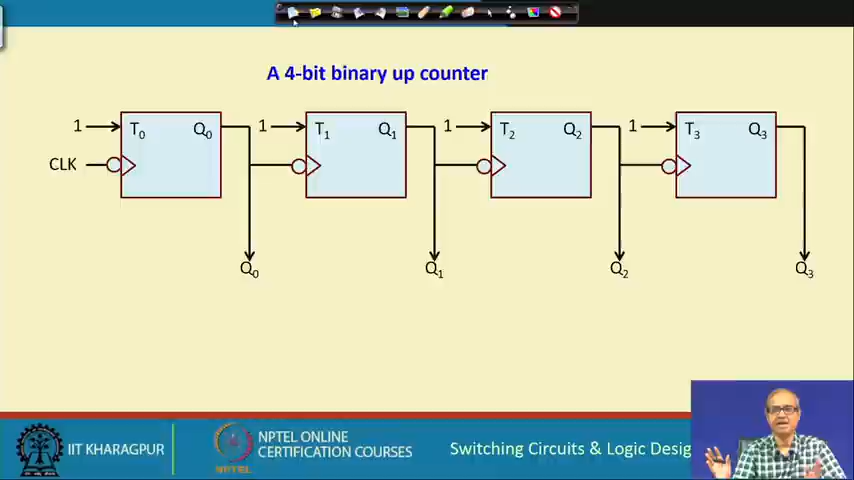 A 4-bit binary up counter
1 T0 Q0 1 T1 Q1 1 T2 Q2 1 T3 Q3
CLK
Q0 Q1 Q2 Q3
IIT KHARAGPUR
NPTEL
NPTEL ONLINE
CERTIFICATION COURSES
Switching Circuits & Logic Desig